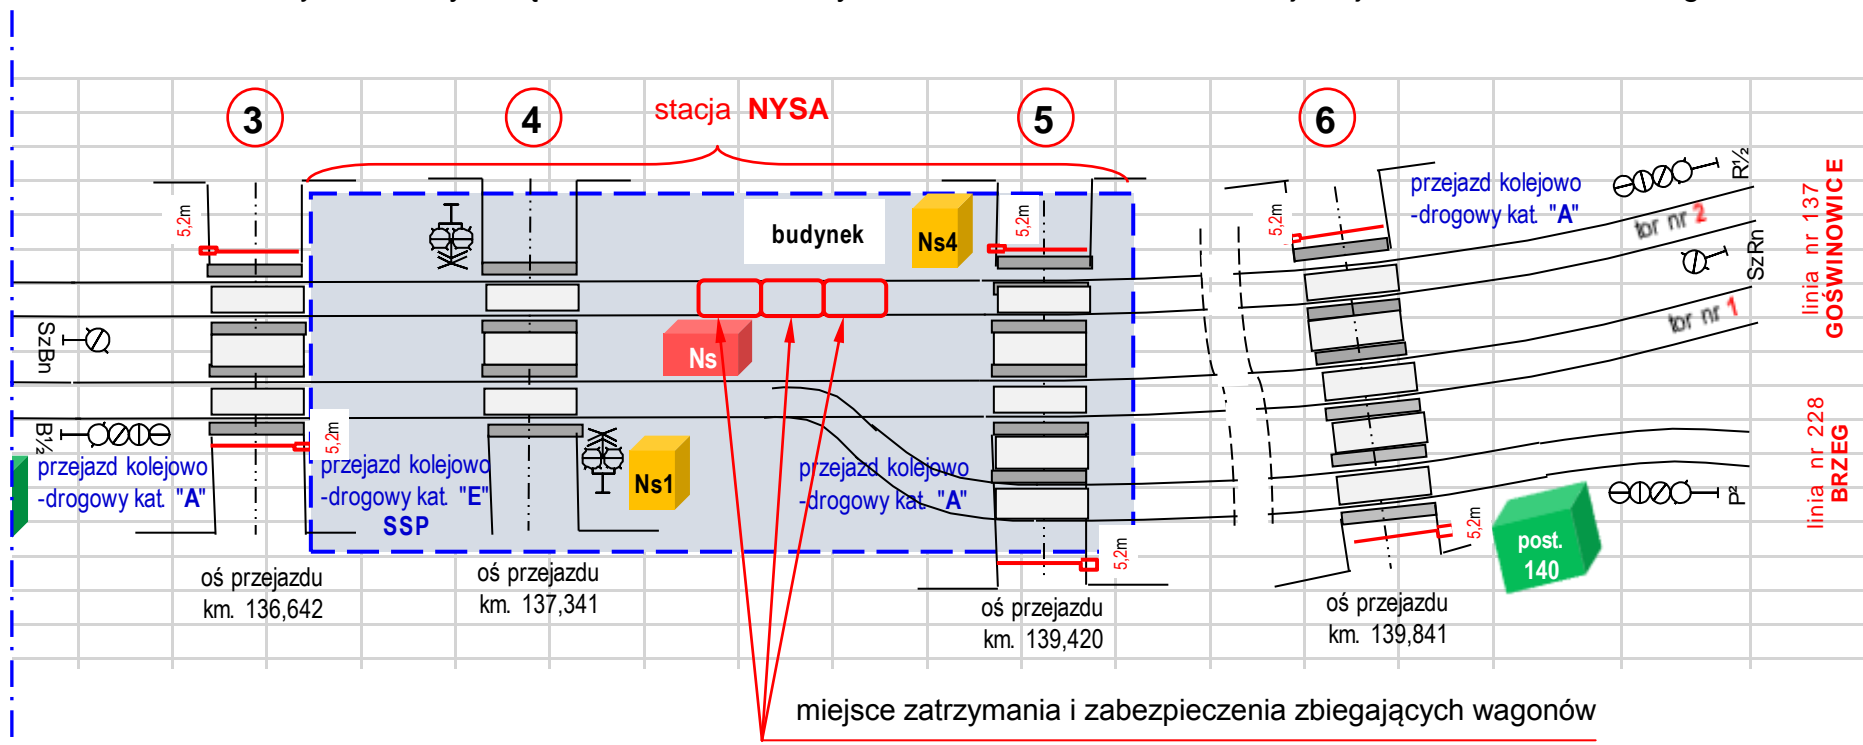 3
4
stacja NYSA
5
6
przejazd kolejowo
-drogowy kat. "A"
R½
tor nr 2
SzRn
linia nr 137
GOŚWINOWICE
tor nr 1
5,2m
budynek
Ns4
5,2m
5,2m
SzBn
Ns
B½
5,2m
przejazd kolejowo
-drogowy kat. "A"
przejazd kolejowo
-drogowy kat. "E"
SSP
Ns1
przejazd kolejowo
-drogowy kat. "A"
P²
linia nr 228
BRZEG
5,2m
5,2m
post.
140
oś przejazdu
km. 136,642
oś przejazdu
km. 137,341
oś przejazdu
km. 139,420
oś przejazdu
km. 139,841
miejsce zatrzymania i zabezpieczenia zbiegających wagonów